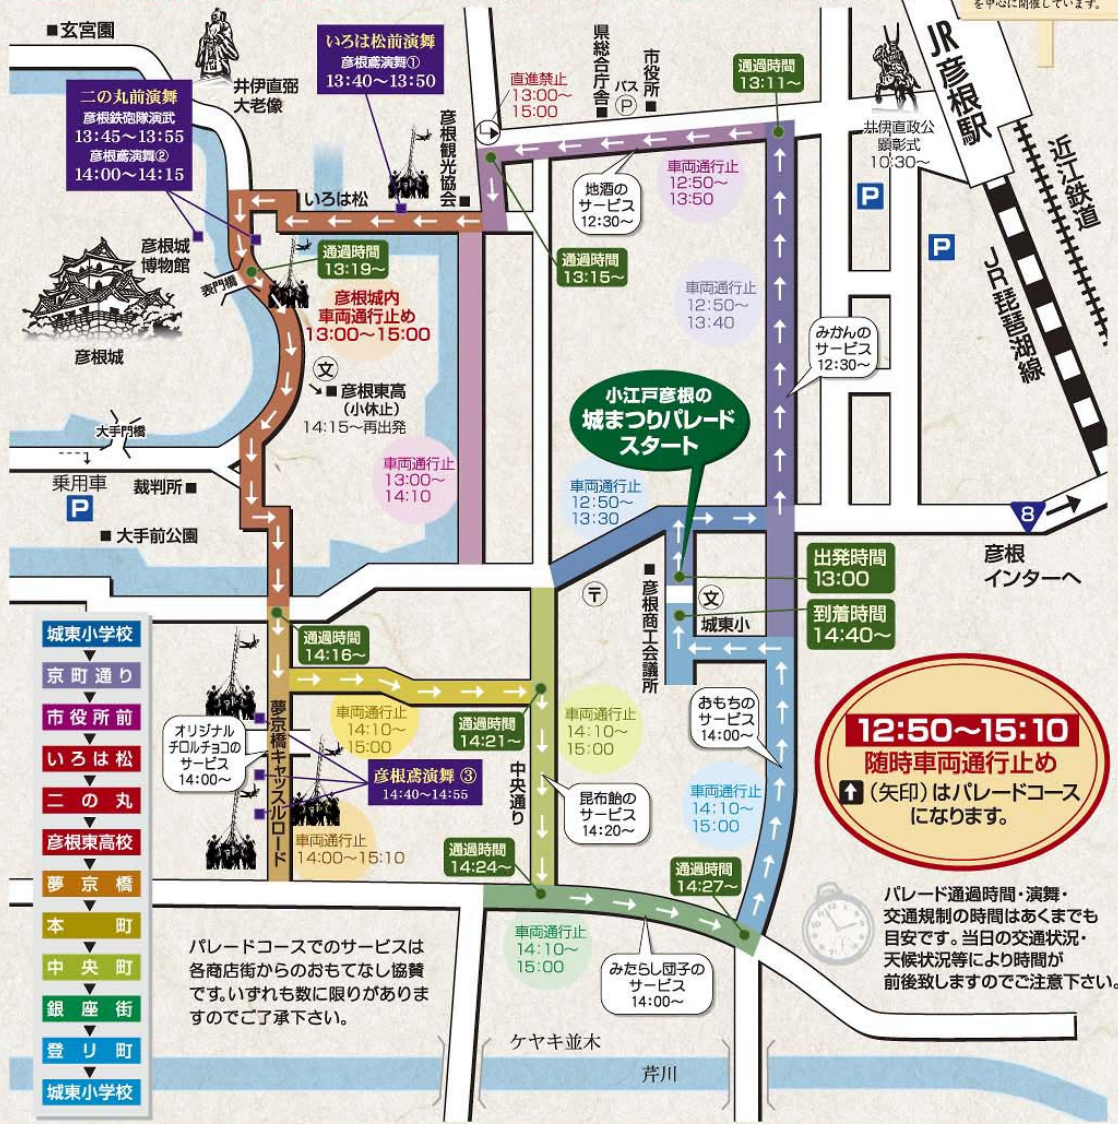 を中心に開催しています。
■玄宮園
井伊直弼
大老像
いろは松前演舞
彦根鳶演舞①
13:40〜13:50
二の丸前演舞
彦根鉄砲隊演武
13:45〜13:55
彦根鳶演舞②
14:00〜14:15
直進禁止
13:00〜
15:00
県総合庁舎■
バス
P
市役所■
通過時間
13:11〜
井伊直政公
顕彰式
10:30〜
JR彦根駅
近江鉄道
JR琵琶湖線
P
P
彦根観光協会■
いろは松
地酒の
サービス
12:30〜
車両通行止
12:50〜
13:50
通過時間
13:15〜
通過時間
13:19〜
彦根城
博物館
表門橋
彦根城
彦根城内
車両通行止め
13:00〜15:00
車両通行止
12:50〜
13:40
みかんの
サービス
12:30〜
文
■彦根東高
(小休止)
14:15〜再出発
小江戸彦根の
城まつりパレード
スタート
大手門橋
乗用車
P
裁判所■
■大手前公園
車両通行止
13:00〜
14:10
車両通行止
12:50〜
13:30
8
彦根
インターへ
出発時間
13:00
到着時間
14:40〜
〒
■彦根商工会議所
文
城東小
通過時間
14:16〜
城東小学校
▼
京町通り
▼
市役所前
▼
いろは松
▼
二の丸
▼
彦根東高校
▼
夢京橋
▼
本町
▼
中央町
▼
銀座街
▼
登り町
▼
城東小学校
オリジナル
チロルチョコの
サービス
14:00〜
夢京橋キャッスルロード
車両通行止
14:10〜
15:00
通過時間
14:21〜
車両通行止
14:10〜
15:00
おもちの
サービス
14:00〜
彦根鳶演舞 ③
14:40〜14:55
中央通り
昆布飴の
サービス
14:20〜
車両通行止
14:10〜
15:00
車両通行止
14:00〜15:10
通過時間
14:24〜
通過時間
14:27〜
12:50〜15:10
随時車両通行止め
(矢印)はパレードコース
になります。
車両通行止
14:10〜
15:00
みたらし団子の
サービス
14:00〜
パレードコースでのサービスは
各商店街からのおもてなし協賛
です。いずれも数に限りがありま
すのでご了承下さい。
パレード通過時間・演舞・
交通規制の時間はあくまでも
目安です。当日の交通状況・
天候状況等により時間が
前後致しますのでご注意下さい。
ケヤキ並木
芹川